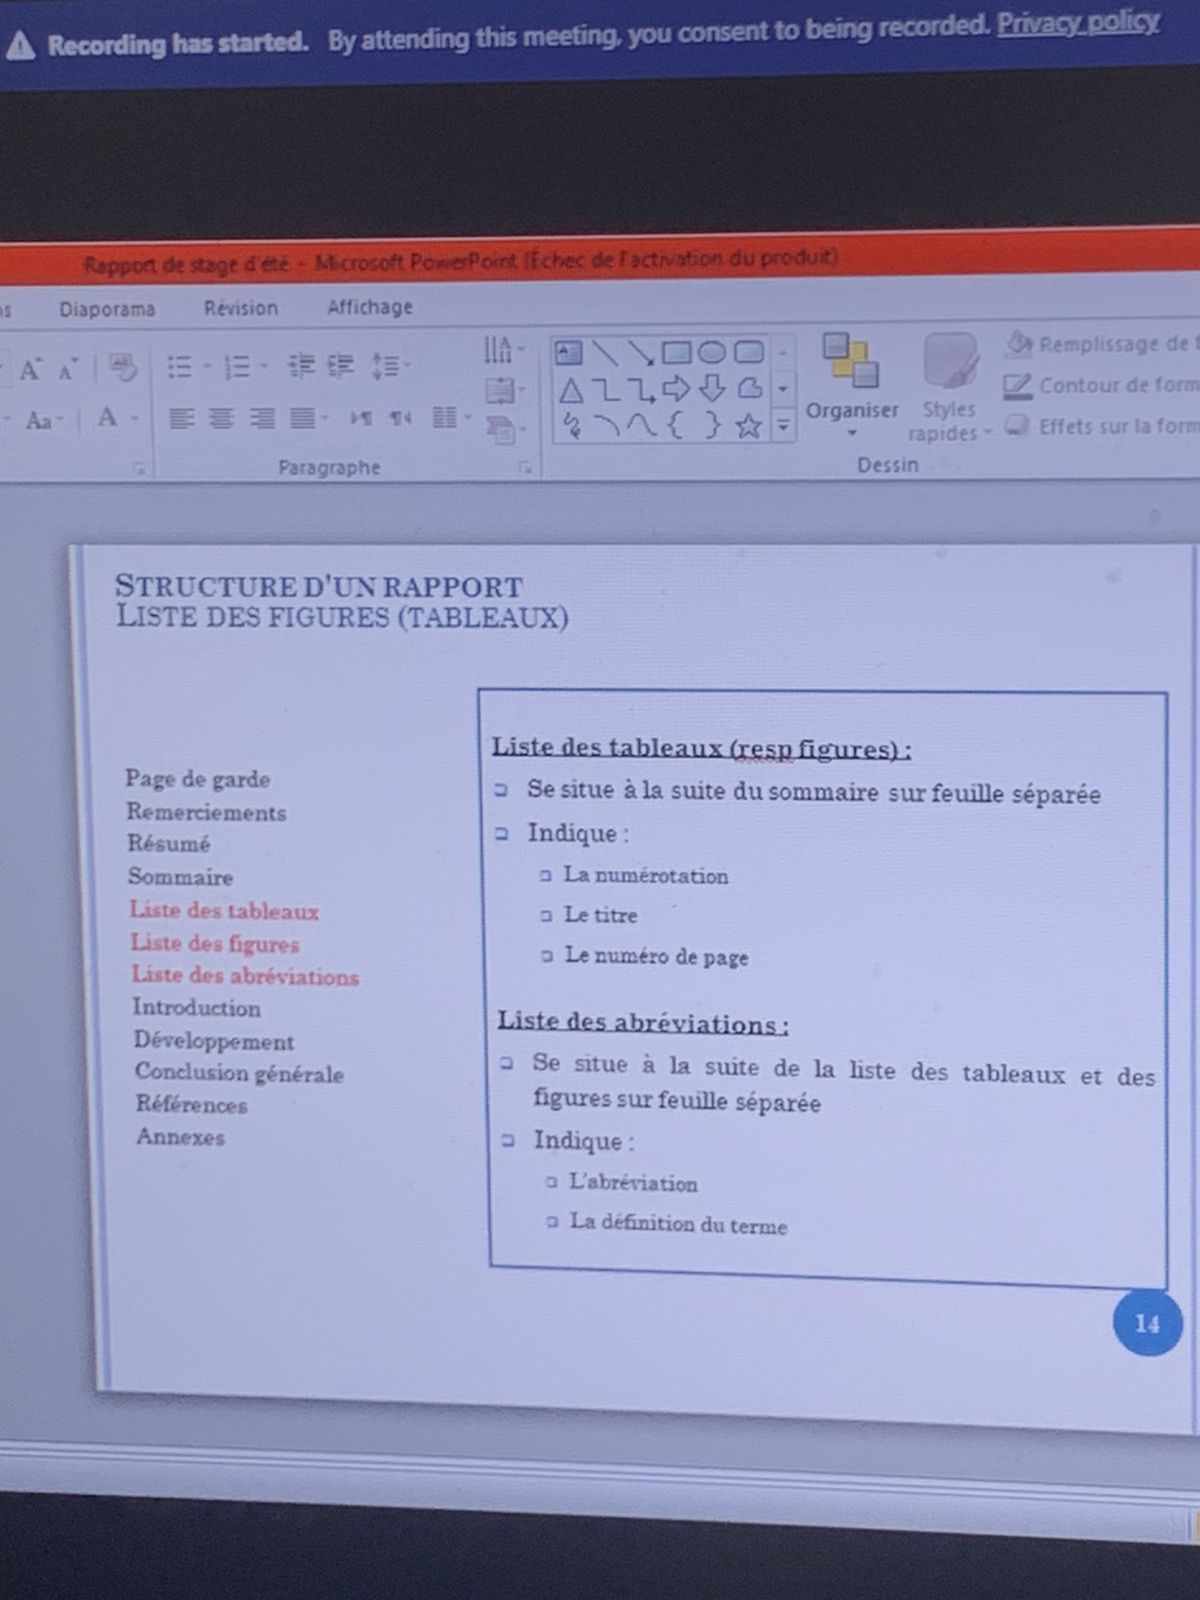 Recording has started. By attending this meeting, you consent to being recorded. Privacy policy
Rapport de stage d'été - Microsoft PowerPoint (Échec de l'activation du produit)
Diaporama Révision Affichage
A A
Aa A
Paragraphe
Organiser
Styles
rapides
Remplissage de
Contour de form
Effets sur la form
Dessin
STRUCTURE D'UN RAPPORT
LISTE DES FIGURES (TABLEAUX)
Page de garde
Remerciements
Résumé
Sommaire
Liste des tableaux
Liste des figures
Liste des abréviations
Introduction
Développement
Conclusion générale
Références
Annexes
Liste des tableaux (resp figures) :
Se situe à la suite du sommaire sur feuille séparée
Indique :
La numérotation
Le titre
Le numéro de page
Liste des abréviations :
Se situe à la suite de la liste des tableaux et des
figures sur feuille séparée
Indique :
L'abréviation
La définition du terme
14